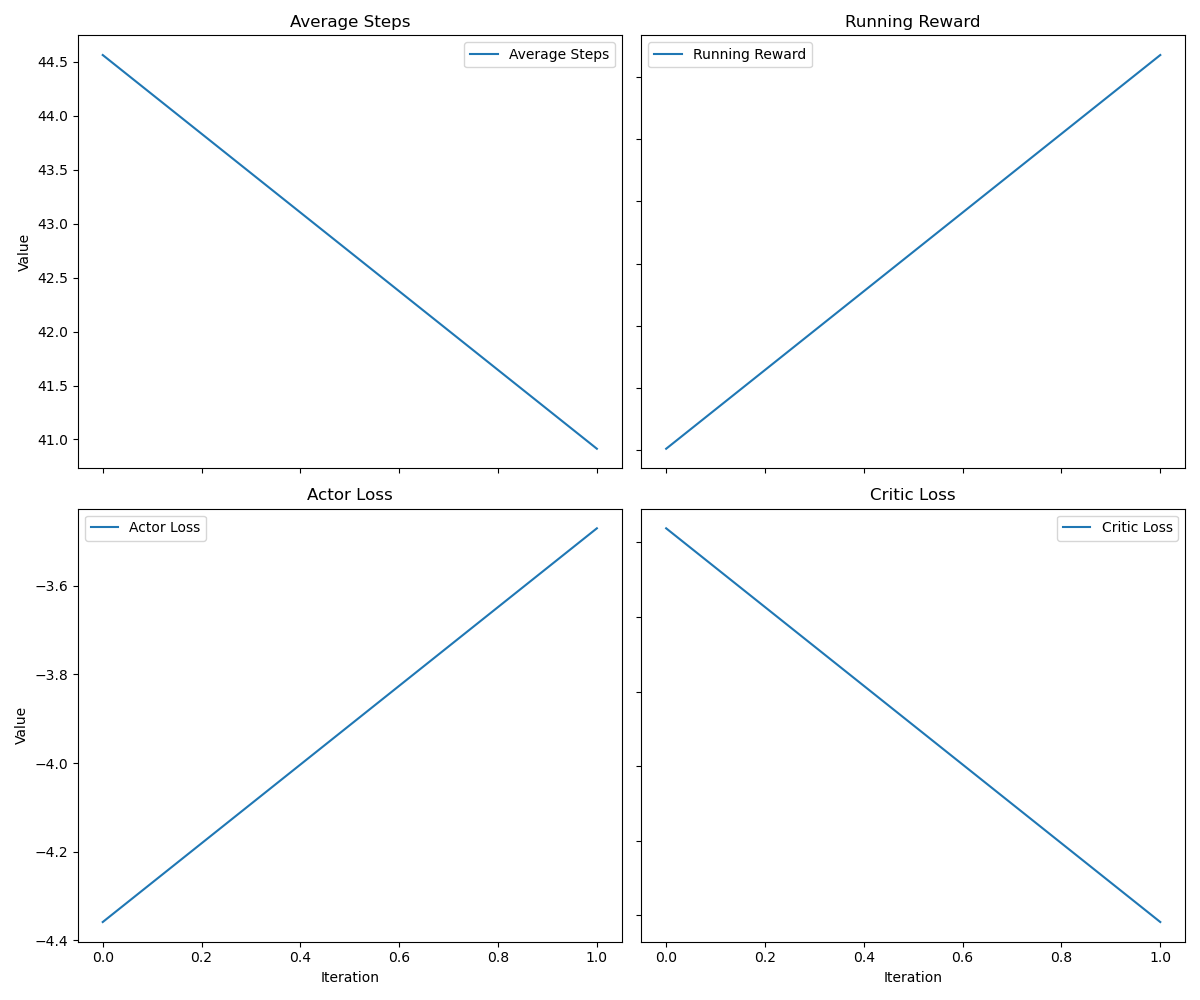 Average Steps
Average Steps
44.5
44.0
43.5
43.0
42.5
42.0
41.5
41.0
Value
Running Reward
Running Reward
Actor Loss
Actor Loss
−3.6
−3.8
−4.0
−4.2
−4.4
Value
0.0 0.2 0.4 0.6 0.8 1.0
Iteration
Critic Loss
Critic Loss
0.0 0.2 0.4 0.6 0.8 1.0
Iteration